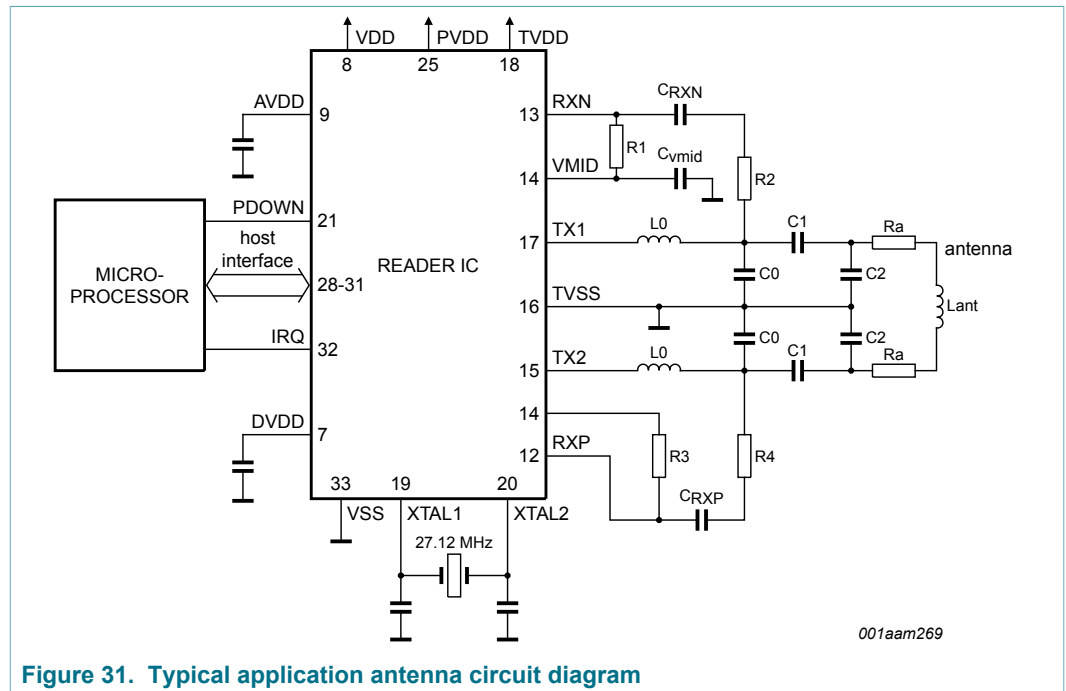 VDD PVDD TVDD
8 25 18
AVDD
9
13 RXN CRXN
R1
VMID Cvmid
14
R2
PDOWN
21
host
interface
28-31
MICRO-
PROCESSOR
READER IC
IRQ
32
TX1 L0 C1 Ra
17
antenna
C0 C2
TVSS
16
Lant
C0 C2
TX2 L0 C1 Ra
15
14
RXP
12
R3 R4
CRXP
DVDD
7
33 19 20
VSS XTAL1 XTAL2
27.12 MHz
001aam269
Figure 31. Typical application antenna circuit diagram